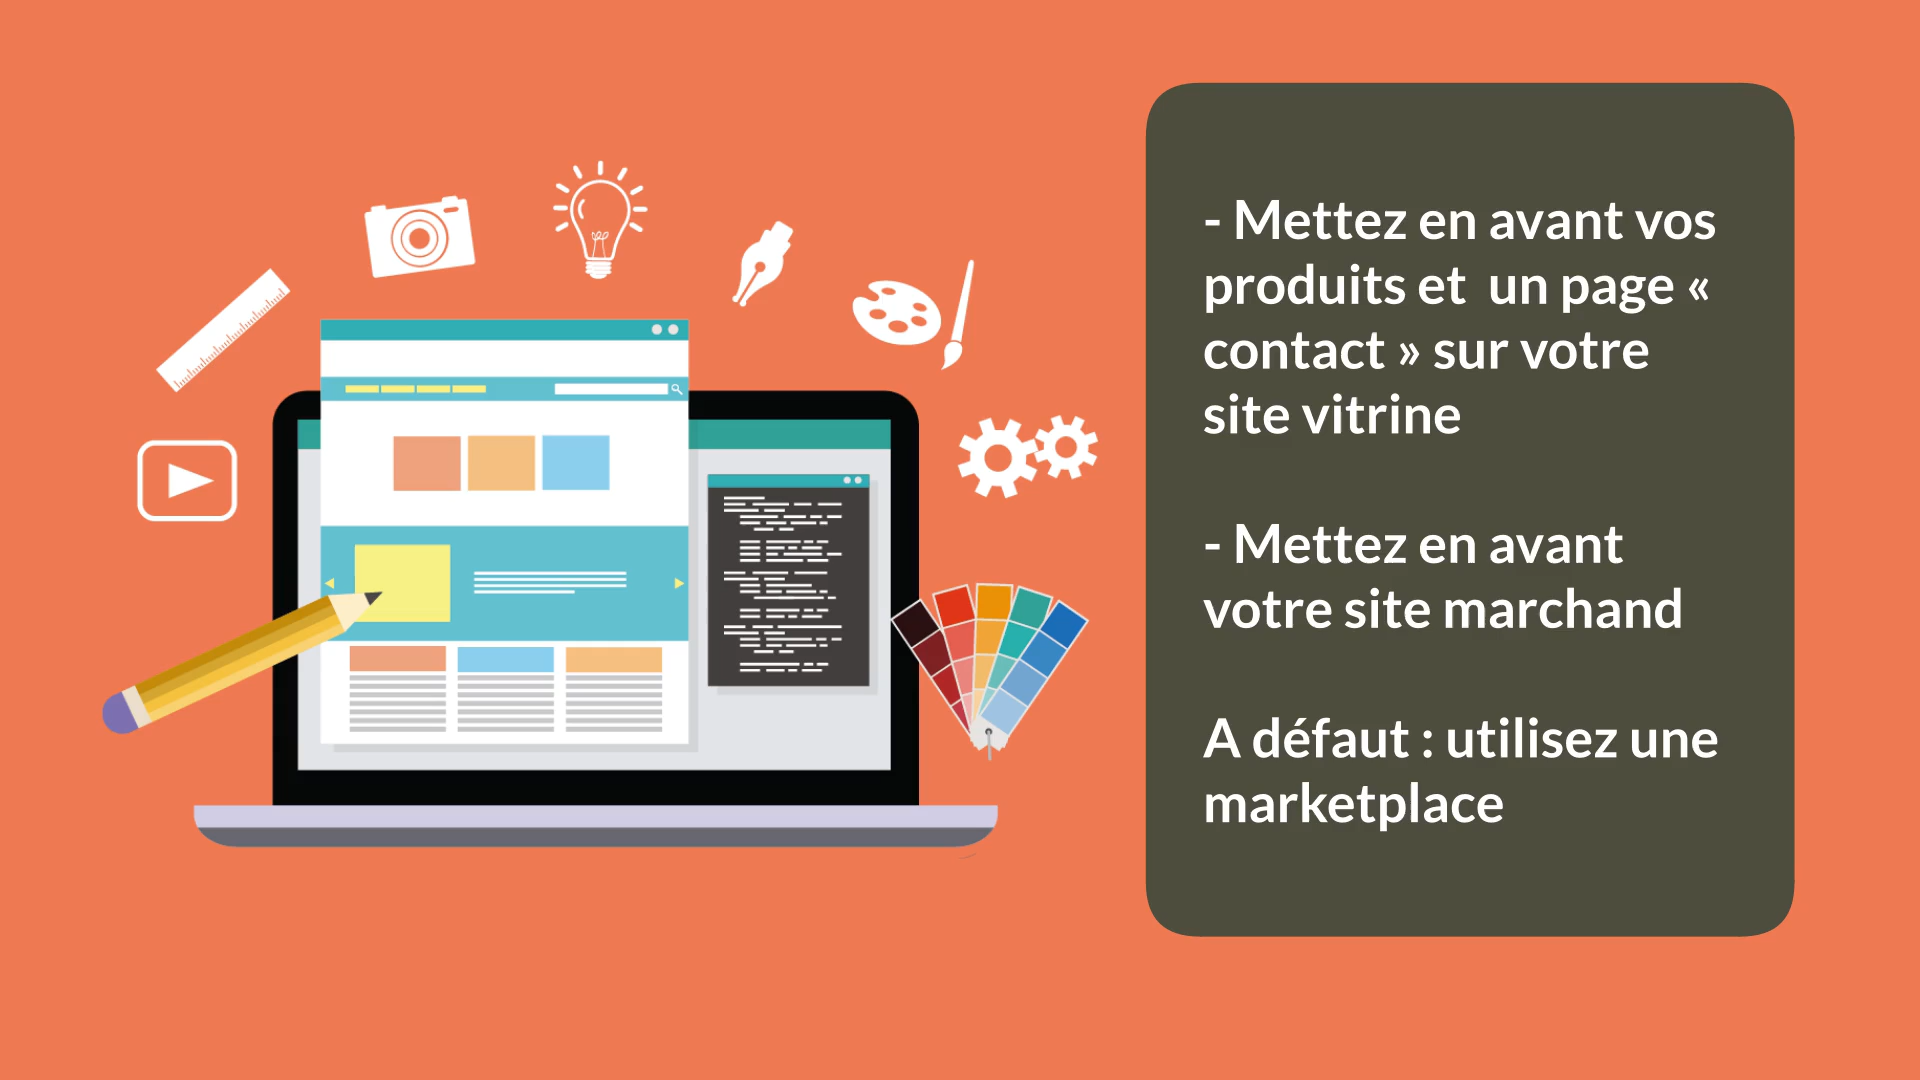 - Mettez en avant vos
produits et  un page «
contact » sur votre
site vitrine
- Mettez en avant
votre site marchand
A défaut : utilisez une
marketplace